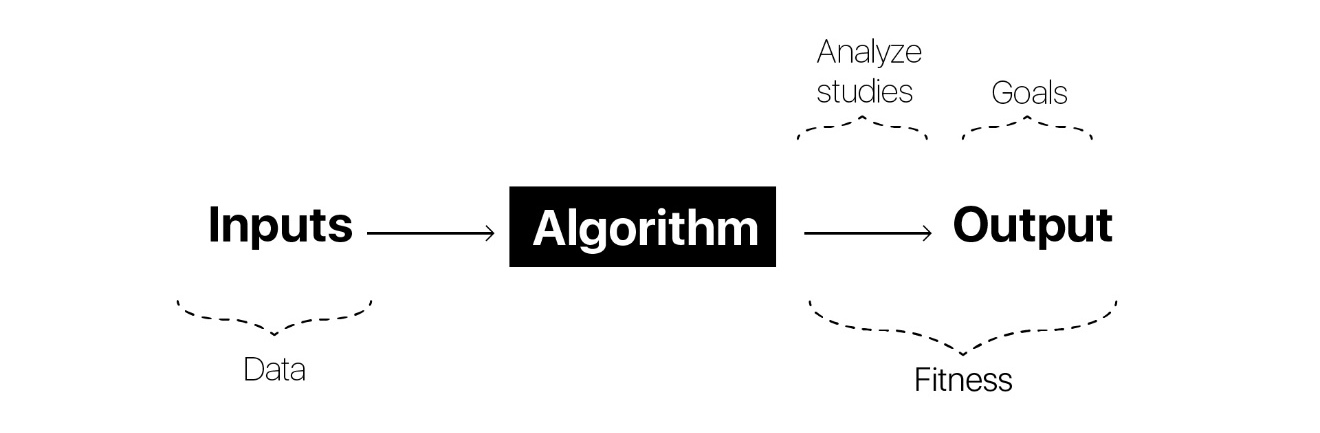 Analyze
studies
Goals
Inputs
Algorithm
Output
Data
Fitness